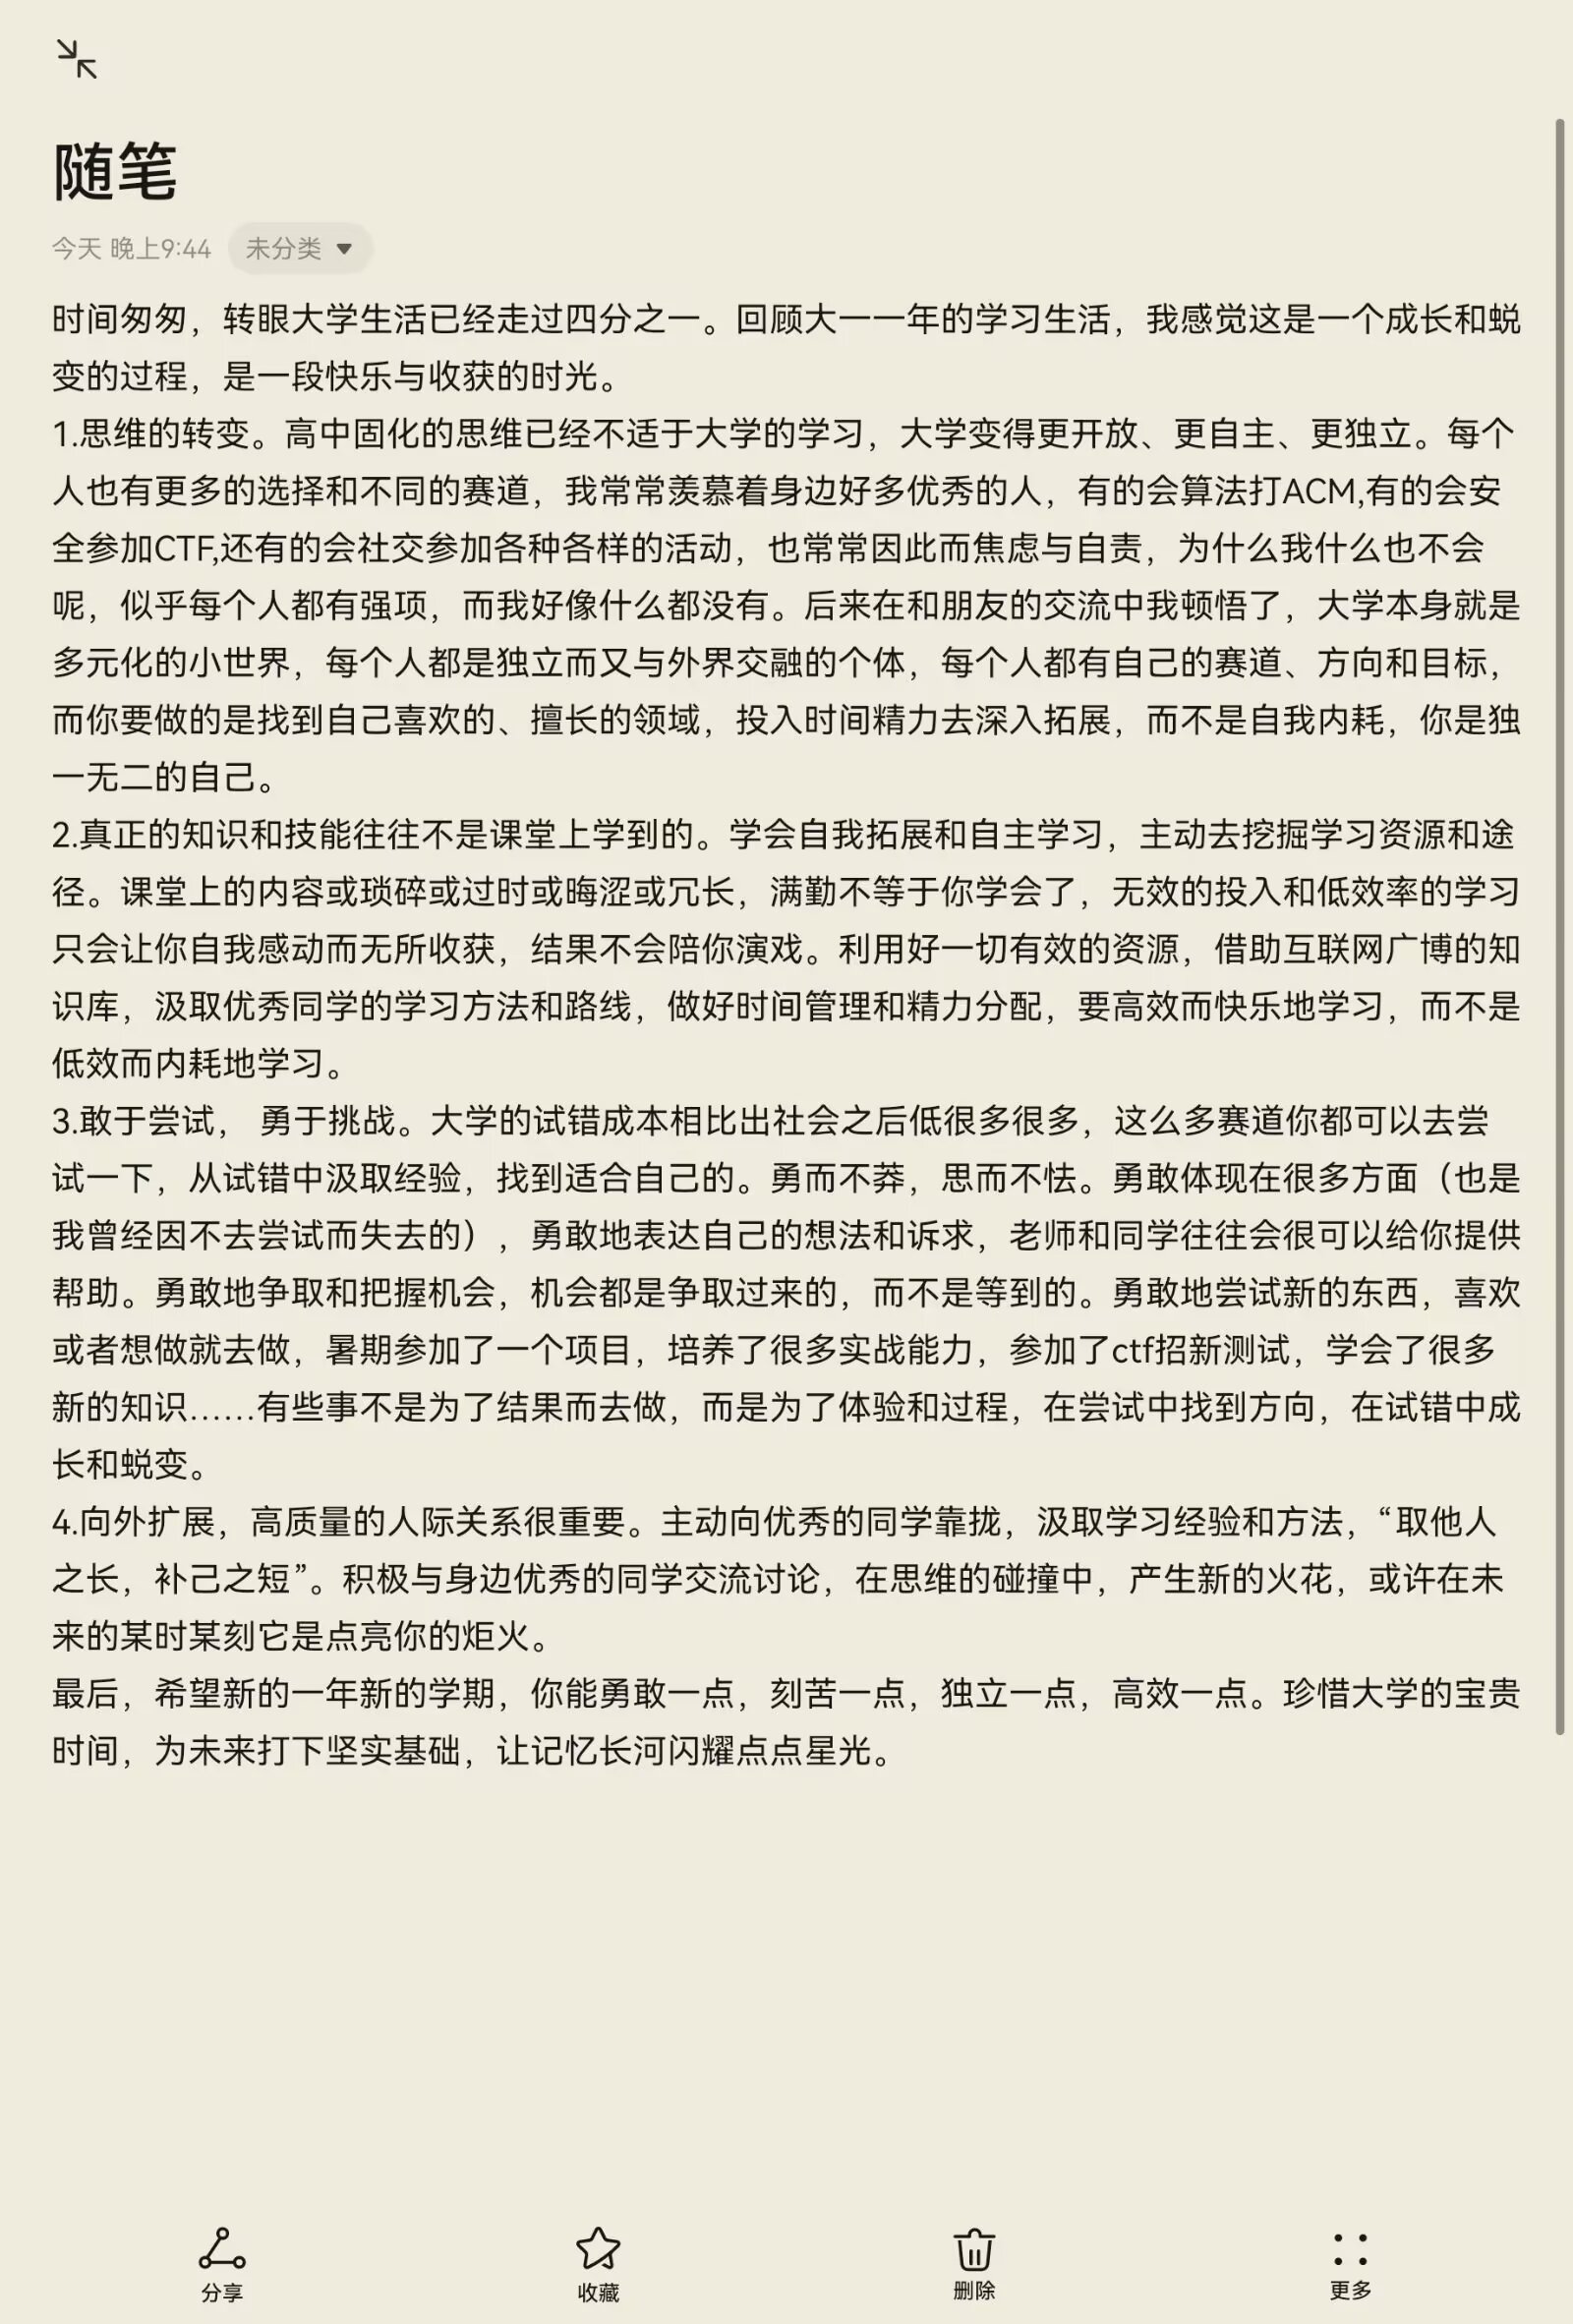 随笔
今天 晚上9:44 未分类
时间匆匆，转眼大学生活已经走过四分之一。回顾大一一年的学习生活，我感觉这是一个成长和蜕
变的过程，是一段快乐与收获的时光。
1.思维的转变。高中固化的思维已经不适于大学的学习，大学变得更开放、更自主、更独立。每个
人也有更多的选择和不同的赛道，我常常羡慕着身边好多优秀的人，有的会算法打ACM,有的会安
全参加CTF,还有的会社交参加各种各样的活动，也常常因此而焦虑与自责，为什么我什么也不会
呢，似乎每个人都有强项，而我好像什么都没有。后来在和朋友的交流中我顿悟了，大学本身就是
多元化的小世界，每个人都是独立而又与外界交融的个体，每个人都有自己的赛道、方向和目标，
而你要做的是找到自己喜欢的、擅长的领域，投入时间精力去深入拓展，而不是自我内耗，你是独
一无二的自己。
2.真正的知识和技能往往不是课堂上学到的。学会自我拓展和自主学习，主动去挖掘学习资源和途
径。课堂上的内容或琐碎或过时或晦涩或冗长，满勤不等于你学会了，无效的投入和低效率的学习
只会让你自我感动而无所收获，结果不会陪你演戏。利用好一切有效的资源，借助互联网广博的知
识库，汲取优秀同学的学习方法和路线，做好时间管理和精力分配，要高效而快乐地学习，而不是
低效而内耗地学习。
3.敢于尝试， 勇于挑战。大学的试错成本相比出社会之后低很多很多，这么多赛道你都可以去尝
试一下，从试错中汲取经验，找到适合自己的。勇而不莽，思而不怯。勇敢体现在很多方面（也是
我曾经因不去尝试而失去的），勇敢地表达自己的想法和诉求，老师和同学往往会很可以给你提供
帮助。勇敢地争取和把握机会，机会都是争取过来的，而不是等到的。勇敢地尝试新的东西，喜欢
或者想做就去做，暑期参加了一个项目，培养了很多实战能力，参加了ctf招新测试，学会了很多
新的知识……有些事不是为了结果而去做，而是为了体验和过程，在尝试中找到方向，在试错中成
长和蜕变。
4.向外扩展，高质量的人际关系很重要。主动向优秀的同学靠拢，汲取学习经验和方法，“取他人
之长，补己之短”。积极与身边优秀的同学交流讨论，在思维的碰撞中，产生新的火花，或许在未
来的某时某刻它是点亮你的炬火。
最后，希望新的一年新的学期，你能勇敢一点，刻苦一点，独立一点，高效一点。珍惜大学的宝贵
时间，为未来打下坚实基础，让记忆长河闪耀点点星光。
分享 收藏 删除 更多